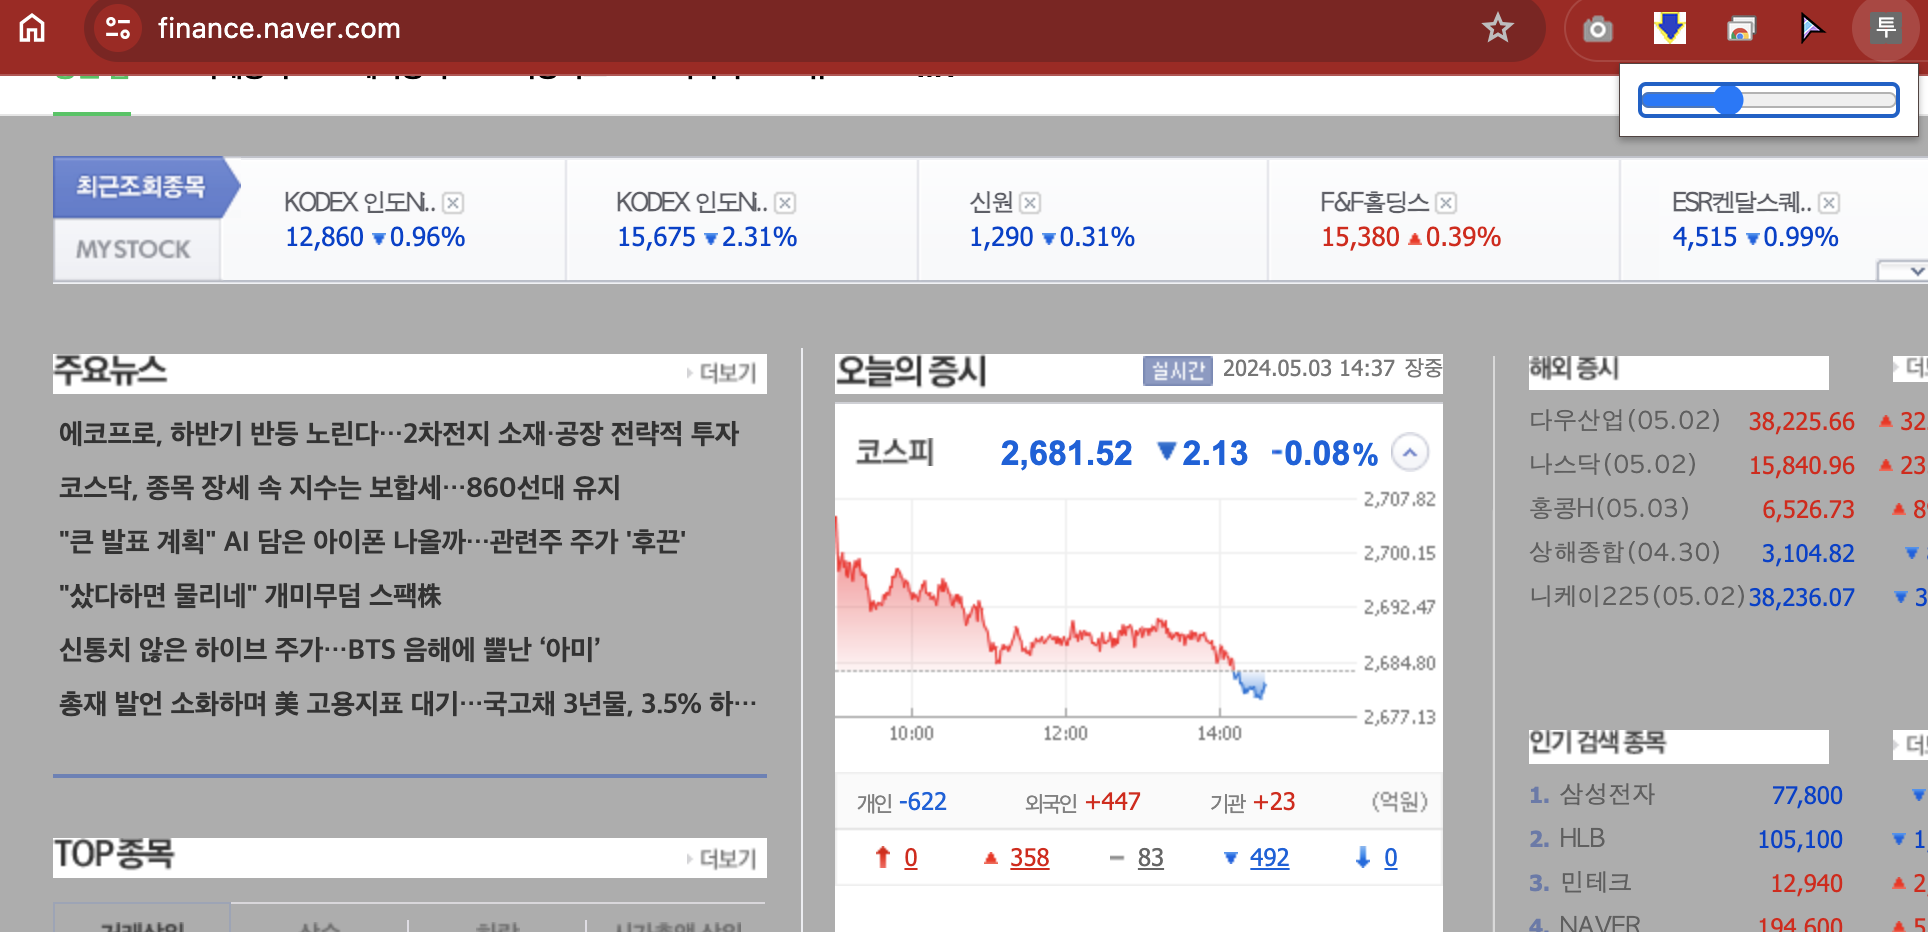 finance.naver.com
투
최근조회종목
MY STOCK
KODEX 인도Ni..
12,860 ▼0.96%
KODEX 인도Ni..
15,675 ▼2.31%
신원
1,290 ▼0.31%
F&F홀딩스
15,380 ▲0.39%
ESR켄달스퀘..
4,515 ▼0.99%
주요뉴스
더보기
에코프로, 하반기 반등 노린다…2차전지 소재·공장 전략적 투자
코스닥, 종목 장세 속 지수는 보합세…860선대 유지
"큰 발표 계획" AI 담은 아이폰 나올까…관련주 주가 '후끈'
"샀다하면 물리네" 개미무덤 스팩株
신통치 않은 하이브 주가…BTS 음해에 뿔난 ‘아미’
총재 발언 소화하며 美 고용지표 대기…국고채 3년물, 3.5% 하…
TOP종목
더보기
오늘의 증시
실시간 2024.05.03 14:37 장중
코스피 2,681.52 ▼2.13 -0.08%
2,707.82
2,700.15
2,692.47
2,684.80
2,677.13
10:00 12:00 14:00
개인 -622 외국인 +447 기관 +23 (억원)
0 ▲ 358 83 ▼ 492 0
해외 증시
다우산업(05.02) 38,225.66 ▲ 32
나스닥(05.02) 15,840.96 ▲ 23
홍콩H(05.03) 6,526.73 ▲
상해종합(04.30) 3,104.82 ▼
니케이225(05.02) 38,236.07 ▼ 3
인기 검색 종목
1. 삼성전자 77,800 ▼
2. HLB 105,100 ▼ 1,
3. 민테크 12,940 ▲ 2
4. NAVER 194,600 ▲ 5